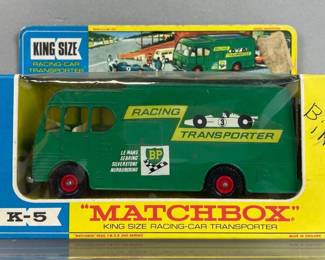 KING SIZE
RACING-CAR
TRANSPORTER
RACING
3
TRANSPORTER
LE MANS
SEBRING
SILVERSTONE
NURBURGRING
BP
K-5
"MATCHBOX"
KING SIZE RACING-CAR TRANSPORTER